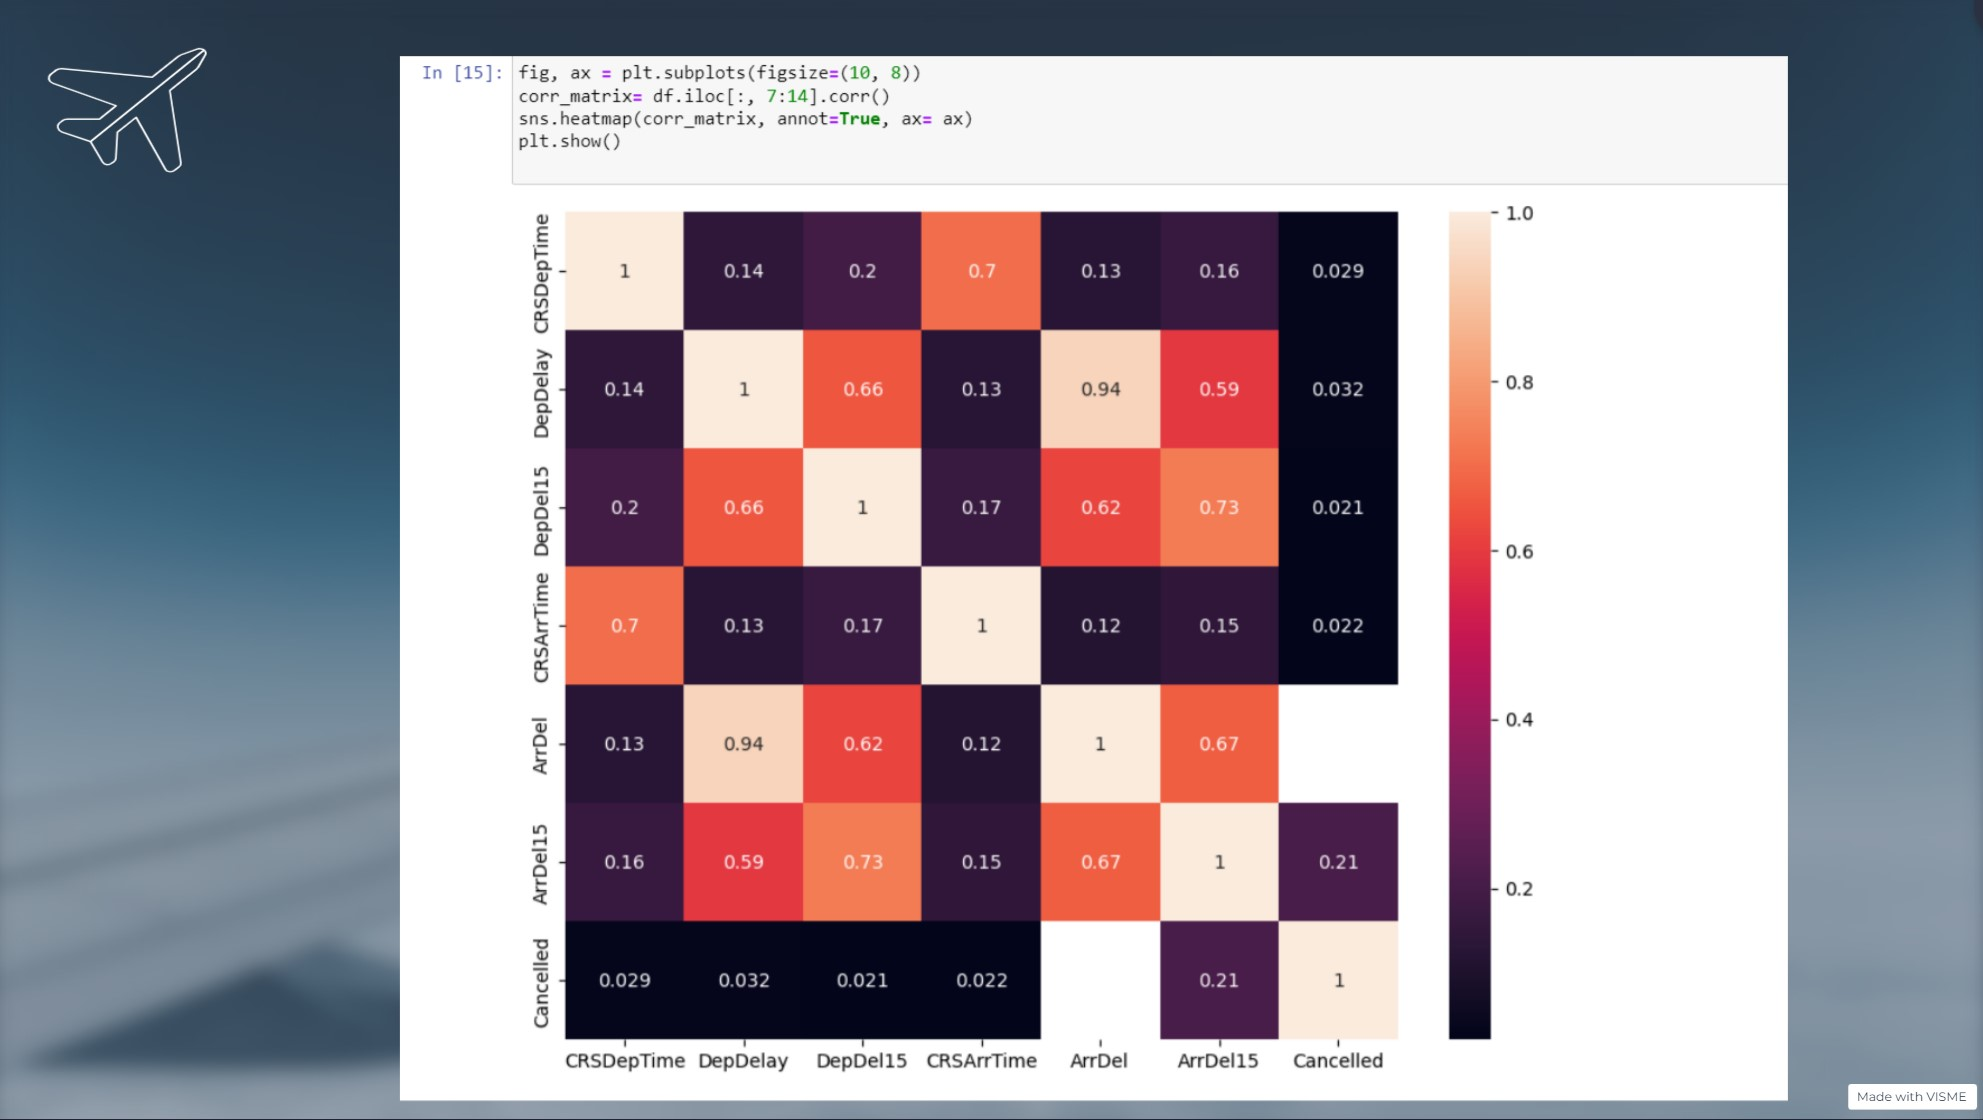 In [15]:
fig, ax = plt.subplots(figsize=(10, 8))
corr_matrix= df.iloc[:, 7:14].corr()
sns.heatmap(corr_matrix, annot=True, ax= ax)
plt.show()
CRSDepTime 1 0.14 0.2 0.7 0.13 0.16 0.029
DepDelay 0.14 1 0.66 0.13 0.94 0.59 0.032
DepDel15 0.2 0.66 1 0.17 0.62 0.73 0.021
CRSArrTime 0.7 0.13 0.17 1 0.12 0.15 0.022
ArrDel 0.13 0.94 0.62 0.12 1 0.67
ArrDel15 0.16 0.59 0.73 0.15 0.67 1 0.21
Cancelled 0.029 0.032 0.021 0.022 0.21 1
CRSDepTime DepDelay DepDel15 CRSArrTime ArrDel ArrDel15 Cancelled
1.0
0.8
0.6
0.4
0.2
Made with VISME